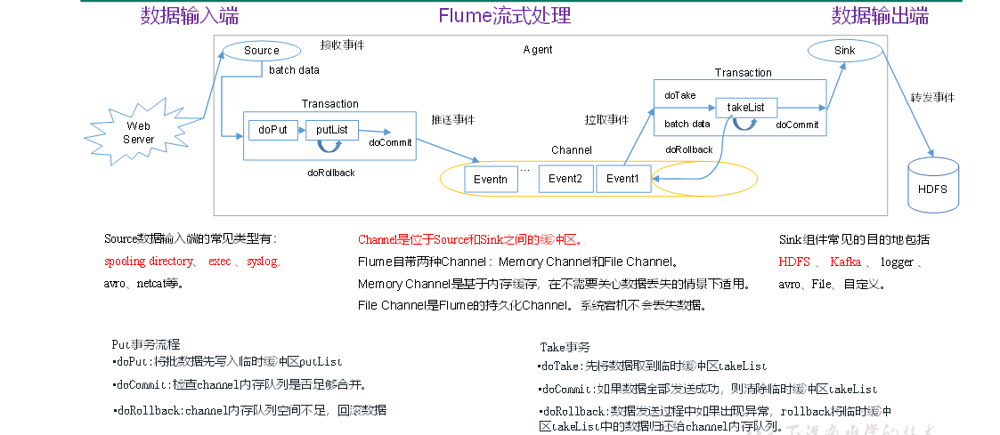 数据输入端
Flume流式处理
数据输出端
Source
接收事件
Agent
Sink
batch data
Transaction
Transaction
doTake
转发事件
Web
Server
doPut
putList
doCommit
推送事件
拉取事件
takeList
batch data
doCommit
doRollback
Channel
doRollback
Eventn
...
Event2
Event1
HDFS
Source数据输入端的常见类型有：
spooling directory、 exec 、syslog、
avro、netcat等。
Channel是位于Source和Sink之间的缓冲区。
Flume自带两种Channel：Memory Channel和File Channel。
Memory Channel是基于内存缓存，在不需要关心数据丢失的情景下适用。
File Channel是Flume的持久化Channel。系统宕机不会丢失数据。
Sink组件常见的目的地包括
HDFS 、 Kafka 、 logger 、
avro、File、自定义。
Put事务流程
•doPut:将批数据先写入临时缓冲区putList
•doCommit:检查channel内存队列是否足够合并。
•doRollback:channel内存队列空间不足，回滚数据
Take事务
•doTake:先将数据取到临时缓冲区takeList
•doCommit:如果数据全部发送成功，则清除临时缓冲区takeList
•doRollback:数据发送过程中如果出现异常，rollback将临时缓冲
区takeList中的数据归还给channel内存队列。